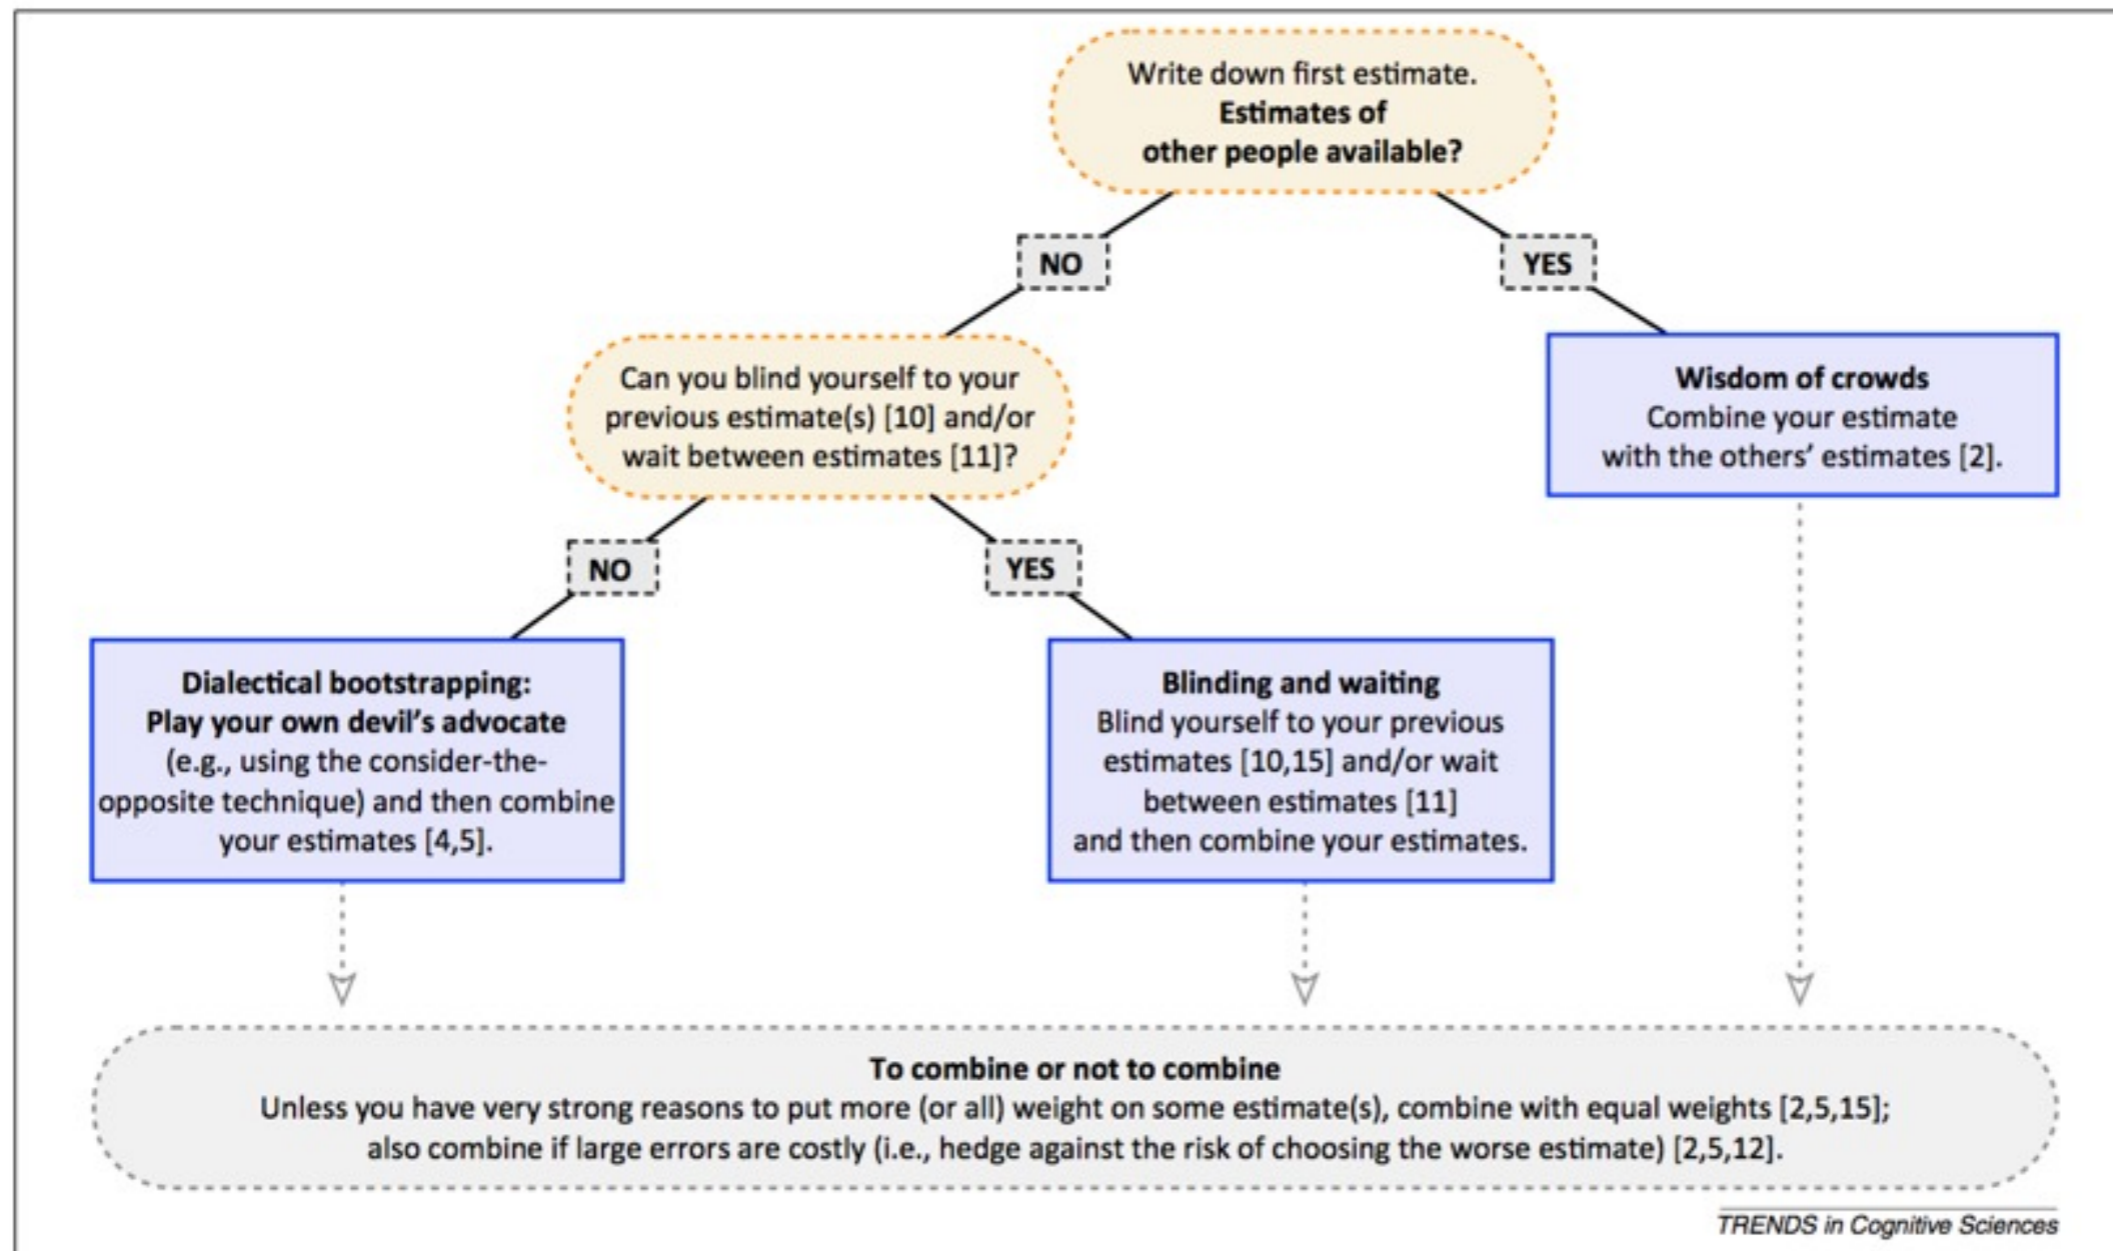 Write down first estimate.
Estimates of
other people available?
NO
YES
Can you blind yourself to your
previous estimate(s) [10] and/or
wait between estimates [11]?
Wisdom of crowds
Combine your estimate
with the others’ estimates [2].
NO
YES
Dialectical bootstrapping:
Play your own devil’s advocate
(e.g., using the consider-the-
opposite technique) and then combine
your estimates [4,5].
Blinding and waiting
Blind yourself to your previous
estimates [10,15] and/or wait
between estimates [11]
and then combine your estimates.
To combine or not to combine
Unless you have very strong reasons to put more (or all) weight on some estimate(s), combine with equal weights [2,5,15];
also combine if large errors are costly (i.e., hedge against the risk of choosing the worse estimate) [2,5,12].
TRENDS in Cognitive Sciences